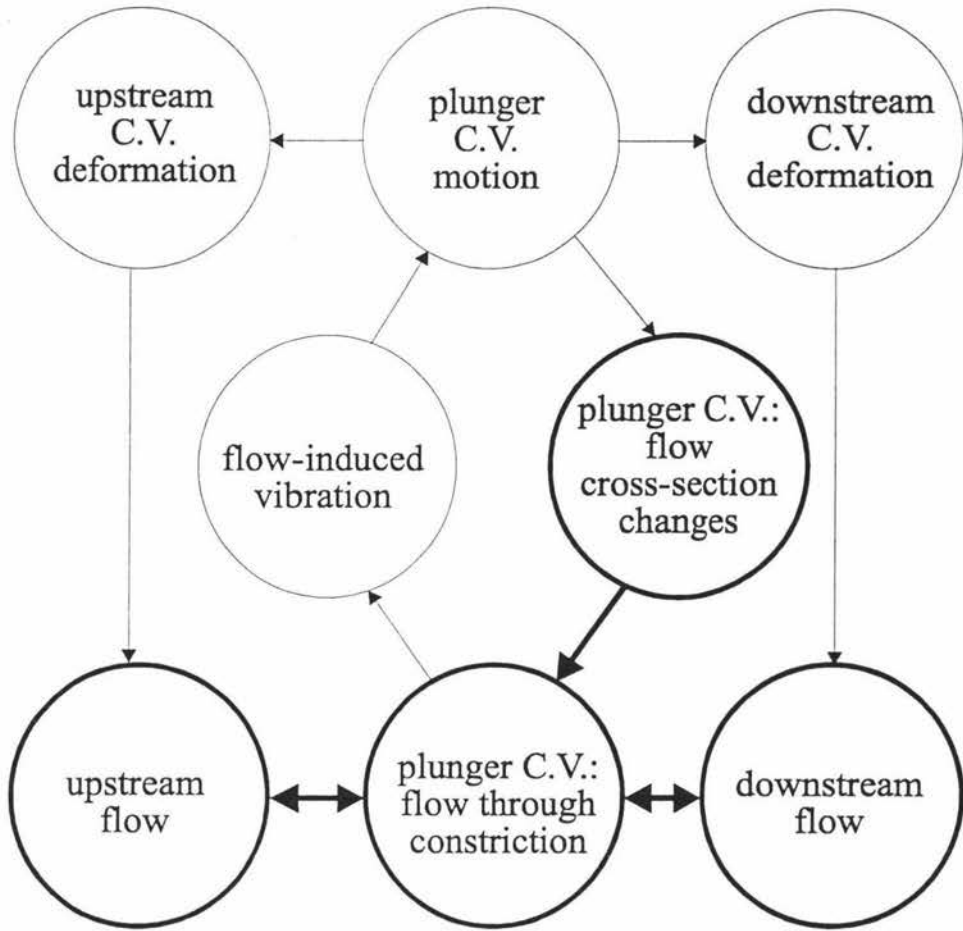 upstream
C.V.
deformation
plunger
C.V.
motion
downstream
C.V.
deformation
flow-induced
vibration
plunger C.V.:
flow
cross-section
changes
upstream
flow
plunger C.V.:
flow through
constriction
downstream
flow